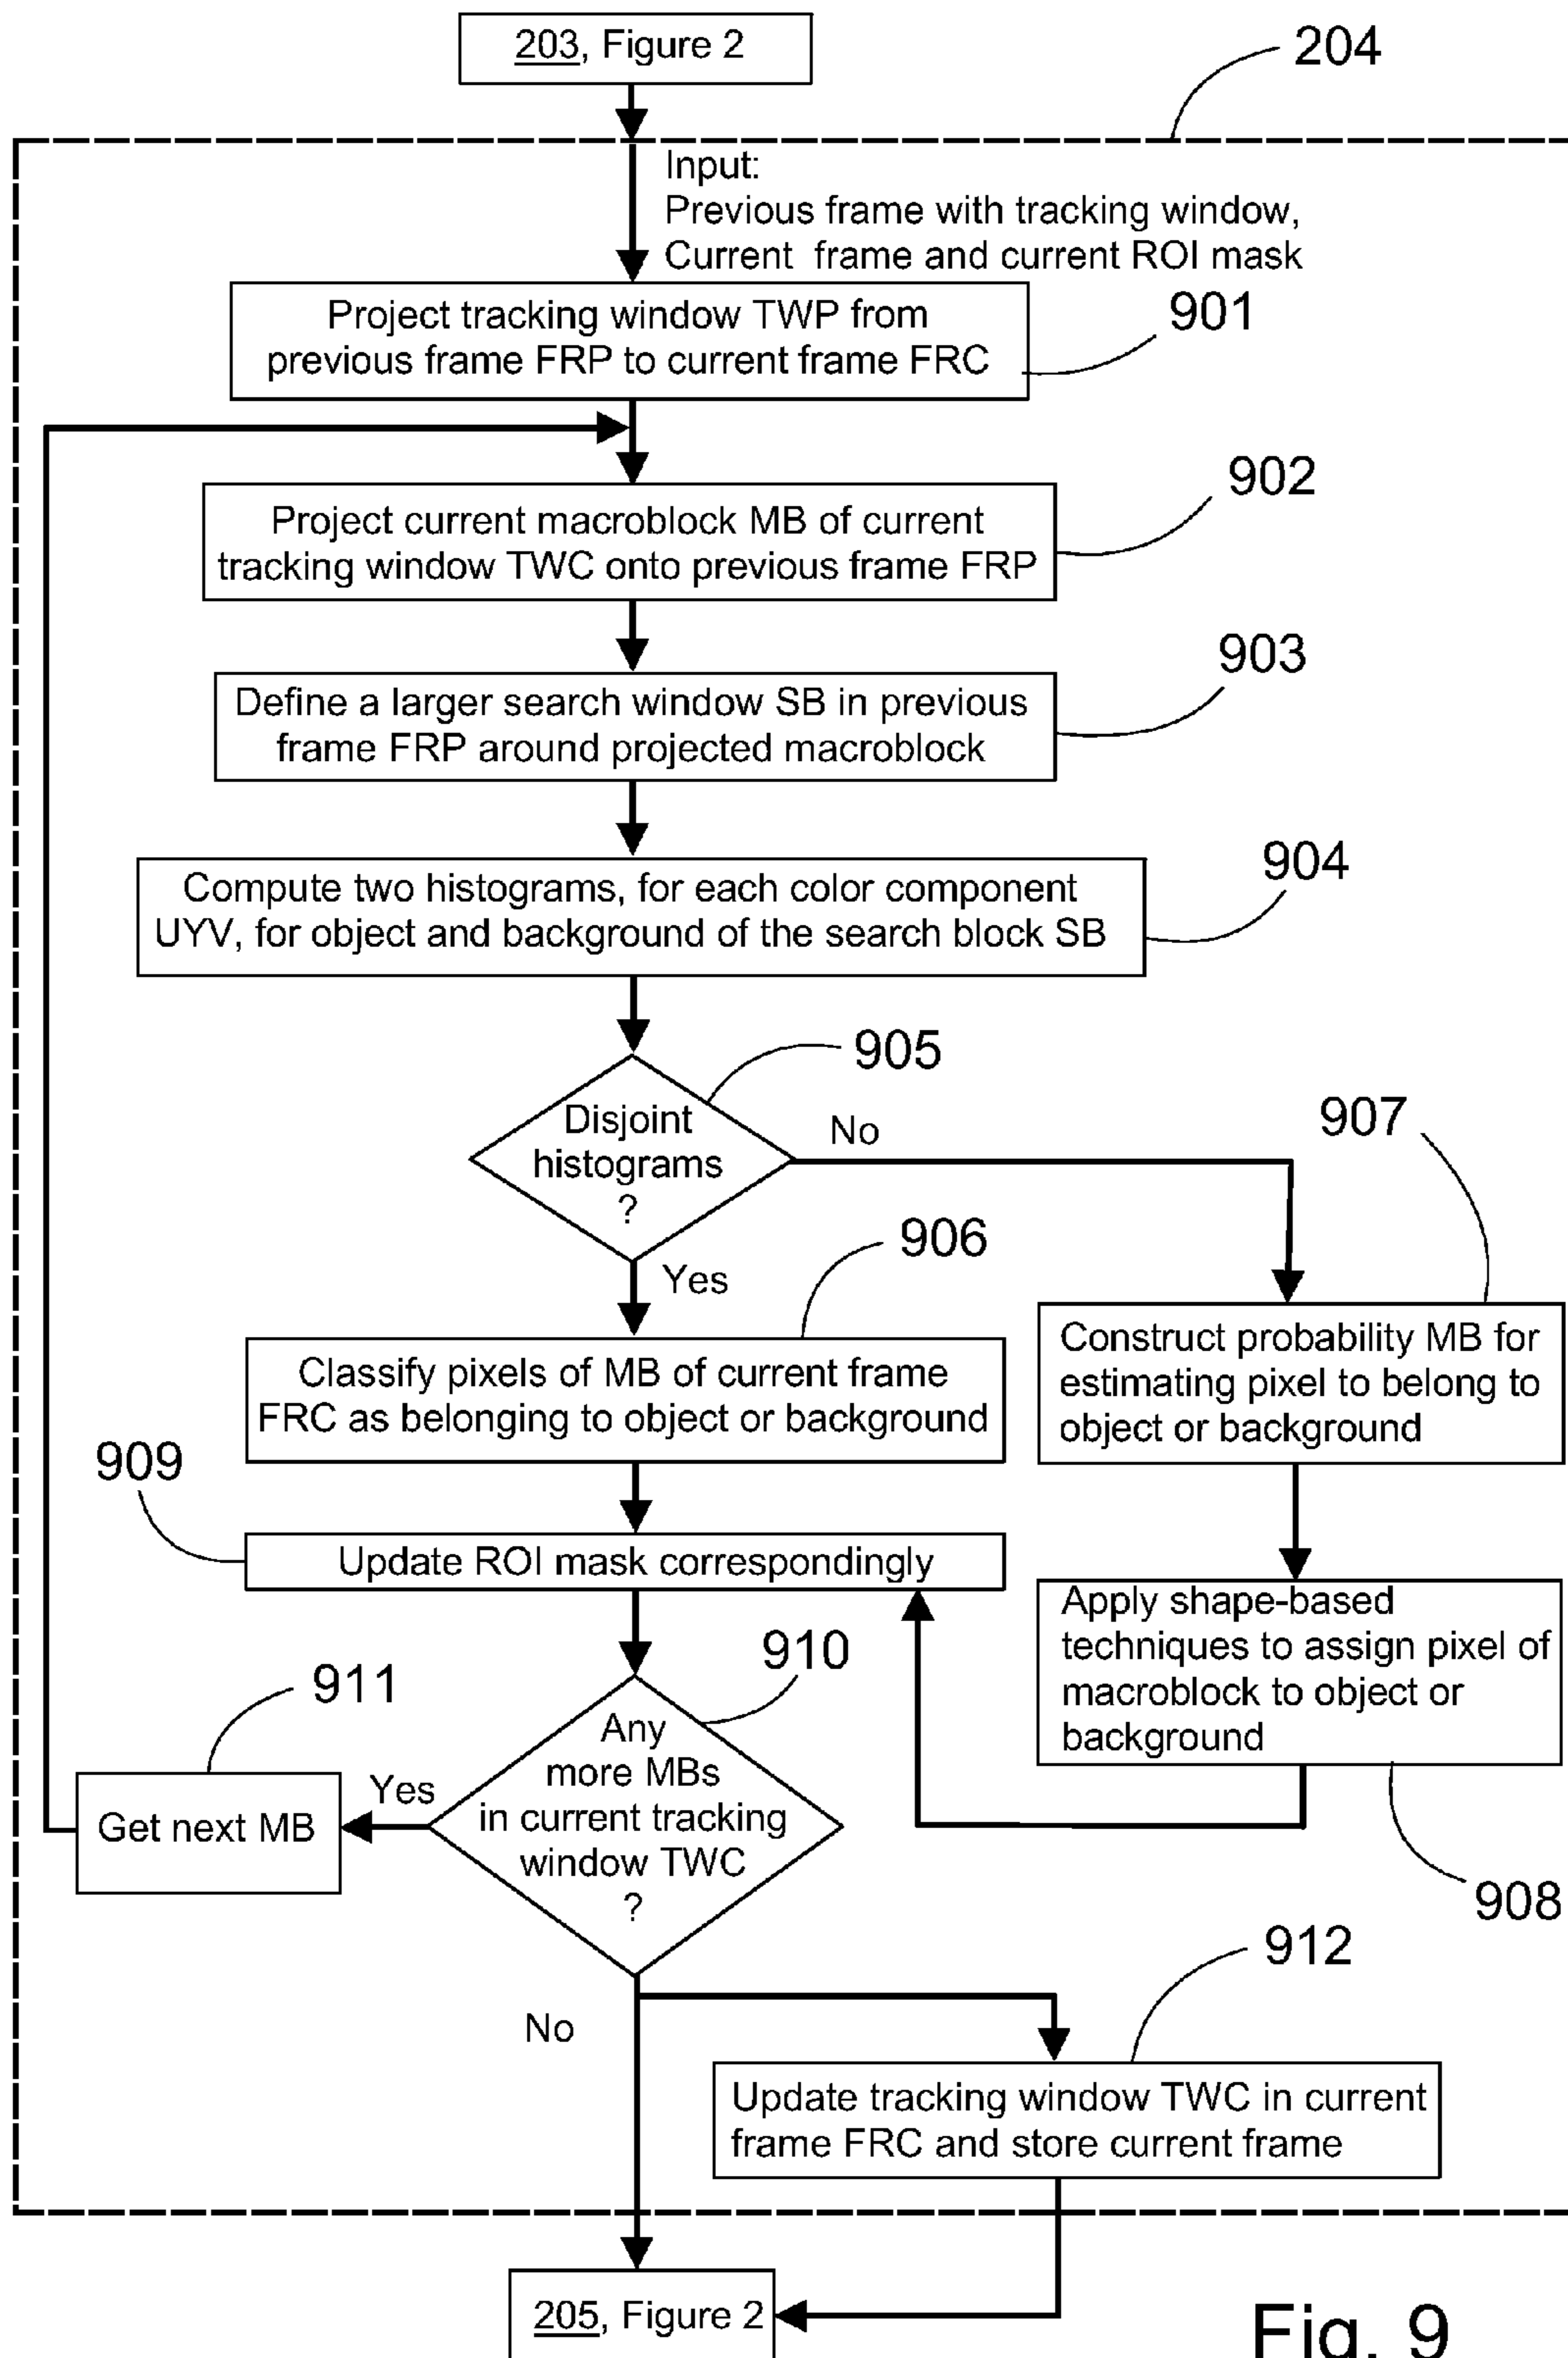 203, Figure 2
204
Input:
Previous frame with tracking window,
Current frame and current ROI mask
Project tracking window TWP from
previous frame FRP to current frame FRC
901
902
Project current macroblock MB of current
tracking window TWC onto previous frame FRP
903
Define a larger search window SB in previous
frame FRP around projected macroblock
904
Compute two histograms, for each color component
UYV, for object and background of the search block SB
905
Disjoint
histograms
?
No
907
906
Yes
Classify pixels of MB of current frame
FRC as belonging to object or background
Construct probability MB for
estimating pixel to belong to
object or background
909
Update ROI mask correspondingly
Apply shape-based
techniques to assign pixel of
macroblock to object or
background
910
911
Any
more MBs
in current tracking
window TWC
?
Yes
Get next MB
908
912
No
Update tracking window TWC in current
frame FRC and store current frame
205, Figure 2
Fig. 9